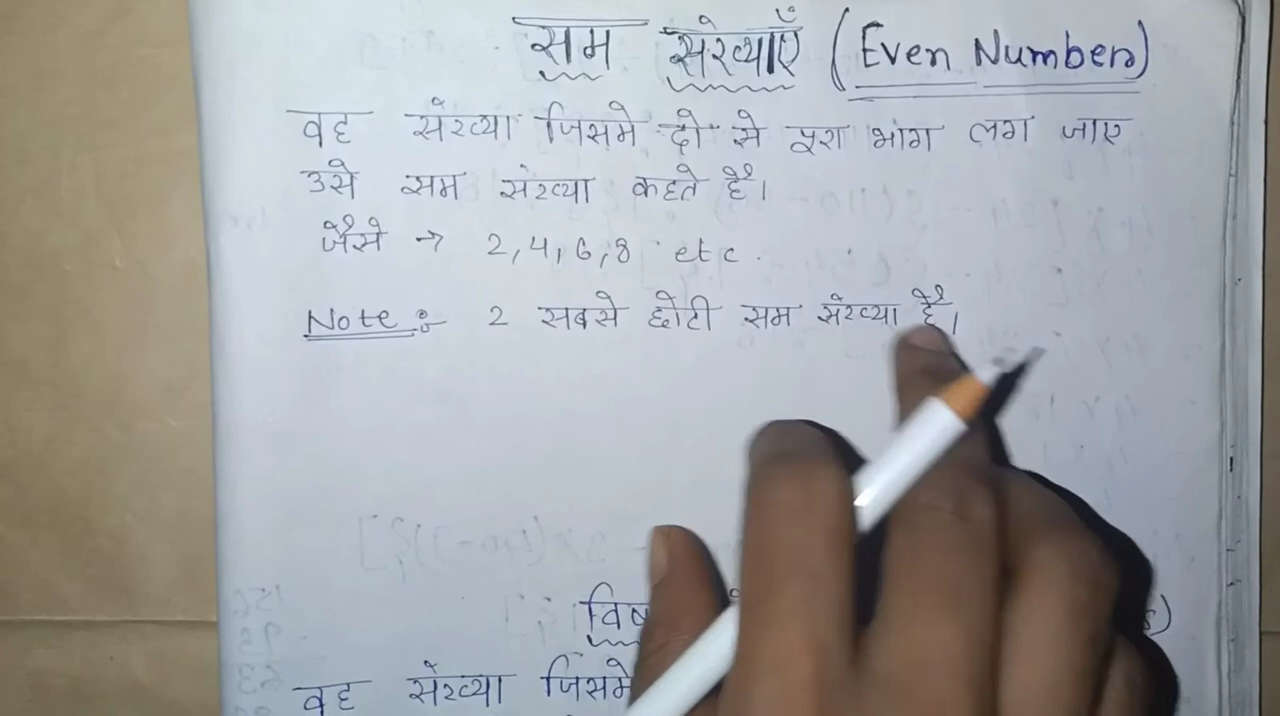 सम संख्याएँ (Even Number)
वह संख्या जिसमे दो से पूरा भाग लग जाए
उसे सम संख्या कहते है।
जैसे → 2, 4, 6, 8 etc.
Note :- 2 सबसे छोटी सम संख्या है।
वह संख्या जिसमे